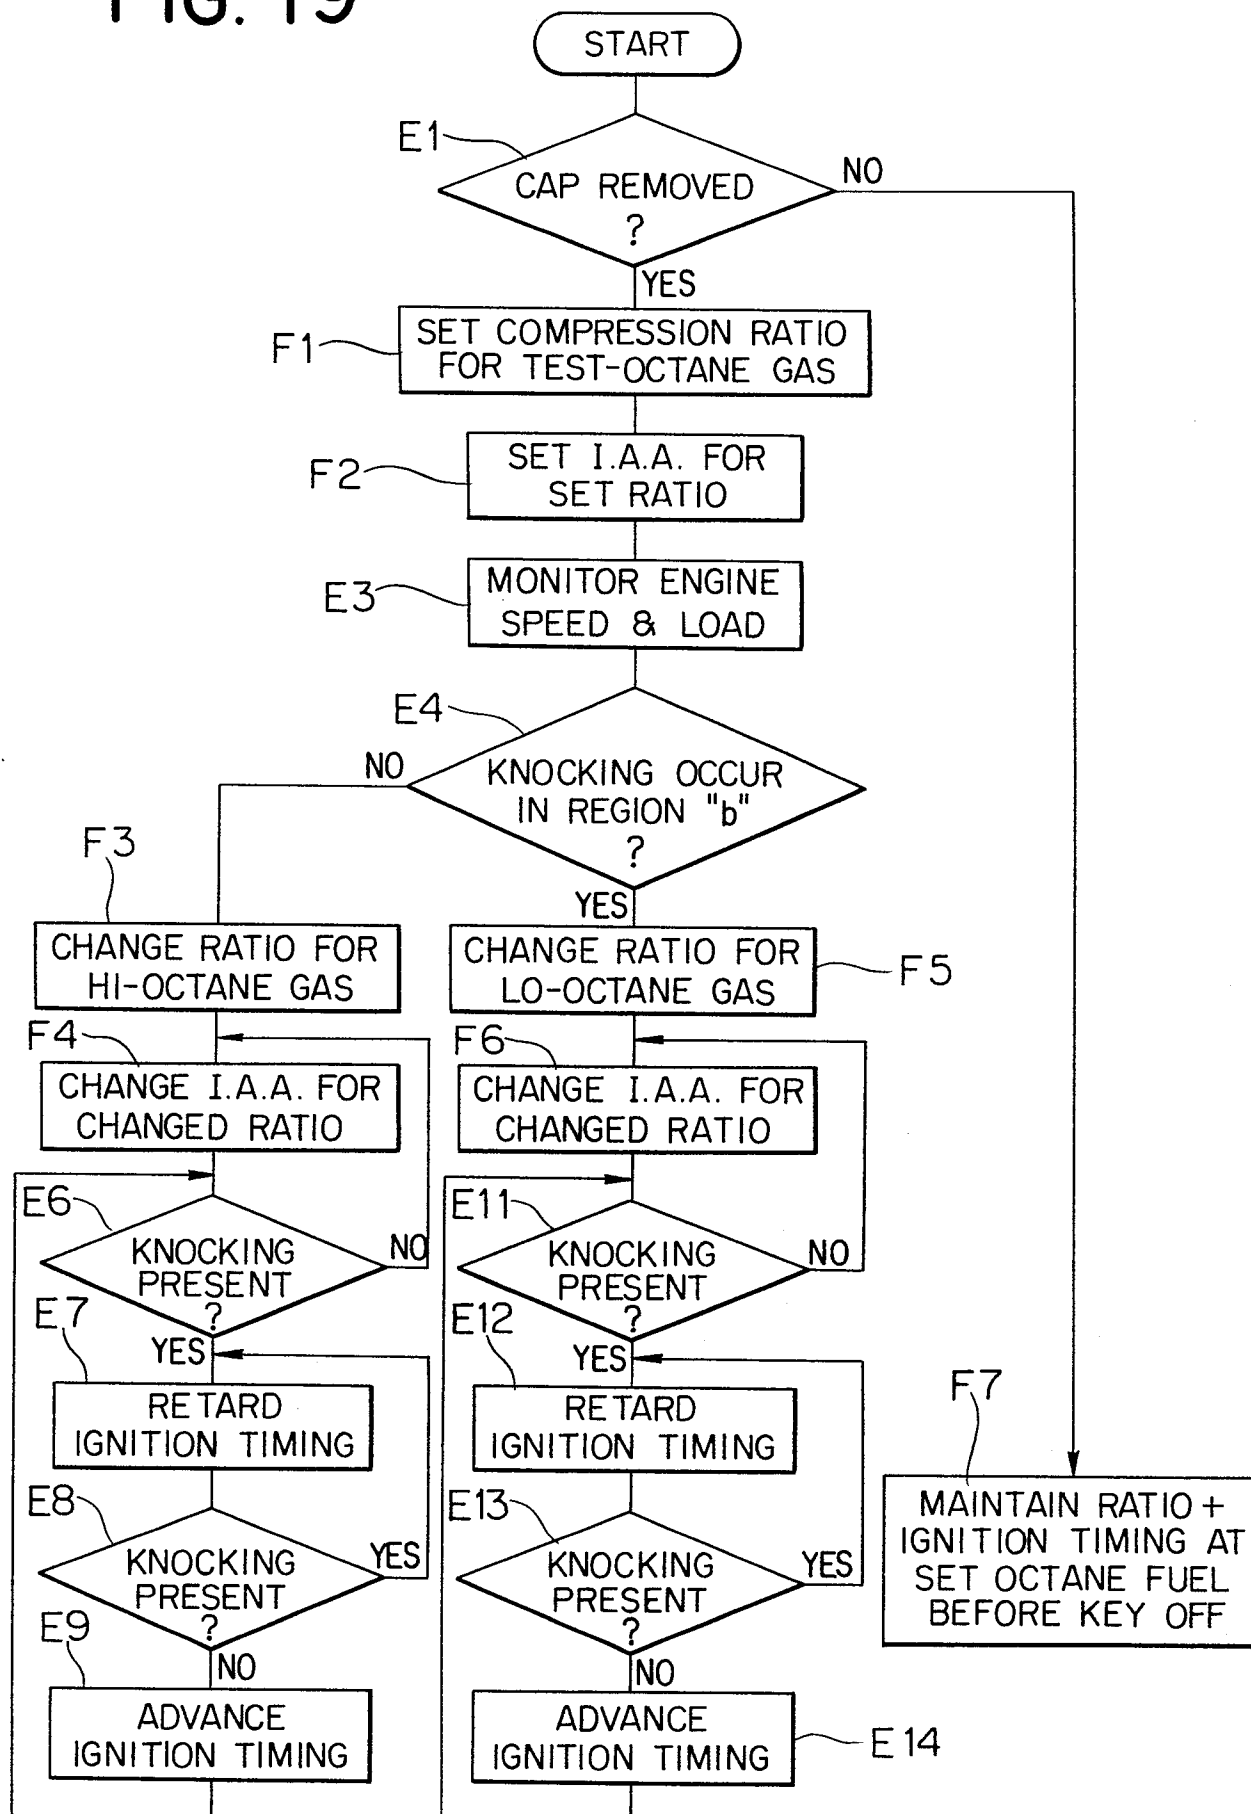 FIG. 19
START
E1
CAP REMOVED
?
NO
YES
F1
SET COMPRESSION RATIO
FOR TEST-OCTANE GAS
F2
SET I.A.A. FOR
SET RATIO
E3
MONITOR ENGINE
SPEED & LOAD
E4
NO
KNOCKING OCCUR
IN REGION "b"
?
YES
F3
CHANGE RATIO FOR
HI-OCTANE GAS
CHANGE RATIO FOR
LO-OCTANE GAS
F5
F4
CHANGE I.A.A. FOR
CHANGED RATIO
F6
CHANGE I.A.A. FOR
CHANGED RATIO
E6
KNOCKING
PRESENT
?
NO
YES
E11
KNOCKING
PRESENT
?
NO
YES
E7
RETARD
IGNITION TIMING
E12
RETARD
IGNITION TIMING
F7
MAINTAIN RATIO +
IGNITION TIMING AT
SET OCTANE FUEL
BEFORE KEY OFF
E8
KNOCKING
PRESENT
?
YES
NO
E13
KNOCKING
PRESENT
?
YES
NO
E9
ADVANCE
IGNITION TIMING
ADVANCE
IGNITION TIMING
E14